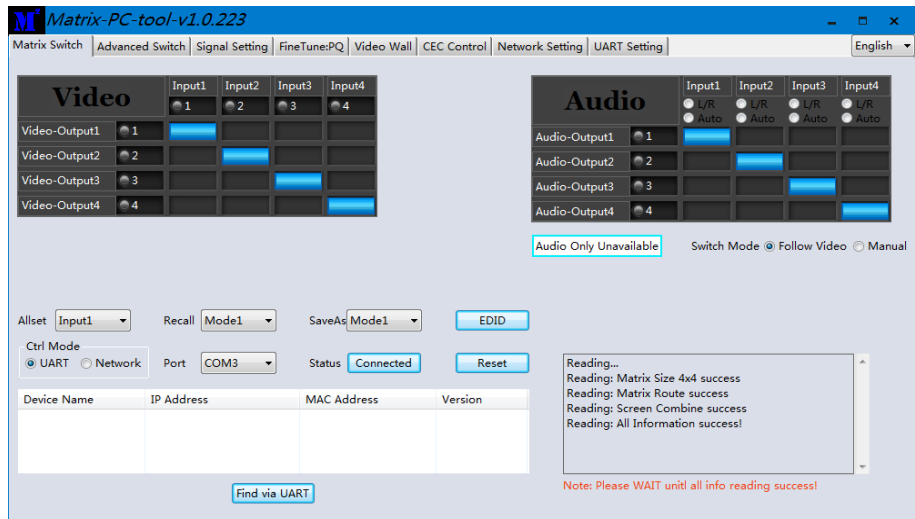 M Matrix-PC-tool-v1.0.223
Matrix Switch Advanced Switch Signal Setting FineTune:PQ Video Wall CEC Control Network Setting UART Setting English
Video Input1 Input2 Input3 Input4
1 2 3 4
Video-Output1 1
Video-Output2 2
Video-Output3 3
Video-Output4 4
Audio Input1 Input2 Input3 Input4
L/R L/R L/R L/R
Auto Auto Auto Auto
Audio-Output1 1
Audio-Output2 2
Audio-Output3 3
Audio-Output4 4
Audio Only Unavailable Switch Mode Follow Video Manual
Allset Input1 Recall Mode1 SaveAs Mode1 EDID
Ctrl Mode
UART Network Port COM3 Status Connected Reset
Device Name IP Address MAC Address Version
Find via UART
Reading...
Reading: Matrix Size 4x4 success
Reading: Matrix Route success
Reading: Screen Combine success
Reading: All Information success!
Note: Please WAIT unitl all info reading success!